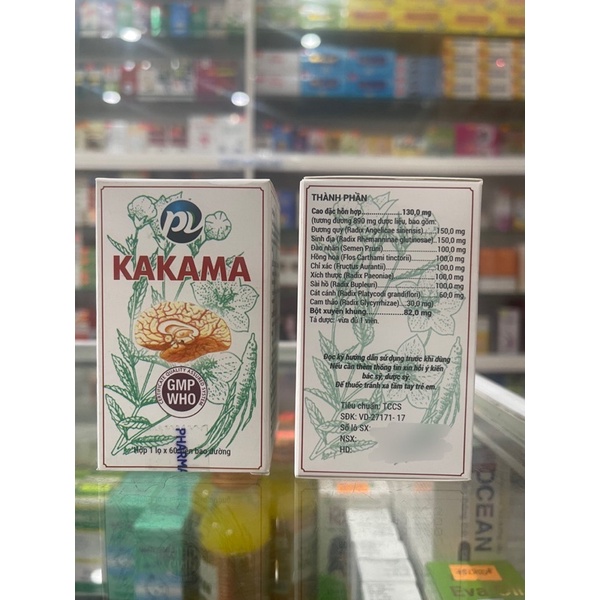 PL
KAKAMA
CERTIFICATE QUALITY ASSURED SYSTEM
GMP
WHO
PHARMA
Hộp 1 lọ x 60 viên bao đường
THÀNH PHẦN
Cao đặc hỗn hợp..................130,0 mg
(tương đương 890 mg dược liệu, bao gồm:
Đương quy (Radix Angelicae sinensis)......150,0 mg
Sinh địa (Radix Rhemanninae glutinosae)...150,0 mg
Đào nhân (Semen Pruni)..................100,0 mg
Hồng hoa (Flos Carthami tinctorii)........100,0 mg
Chỉ xác (Fructus Aurantii)................100,0 mg
Xích thược (Radix Paeoniae)..............100,0 mg
Sài hồ (Radix Bupleuri)...................100,0 mg
Cát cánh (Radix Platycodi grandiflori).......60,0 mg
Cam thảo (Radix Glycyrrhizae)....30,0 mg)
Bột xuyên khung..................82,0 mg
Tá dược: vừa đủ 1 viên.
Đọc kỹ hướng dẫn sử dụng trước khi dùng
Nếu cần thêm thông tin xin hỏi ý kiến
bác sỹ, dược sỹ.
Để thuốc tránh xa tầm tay trẻ em.
Tiêu chuẩn: TCCS
SĐK: VD-27171- 17
Số lô SX:
NSX:
HD:
OCEAN